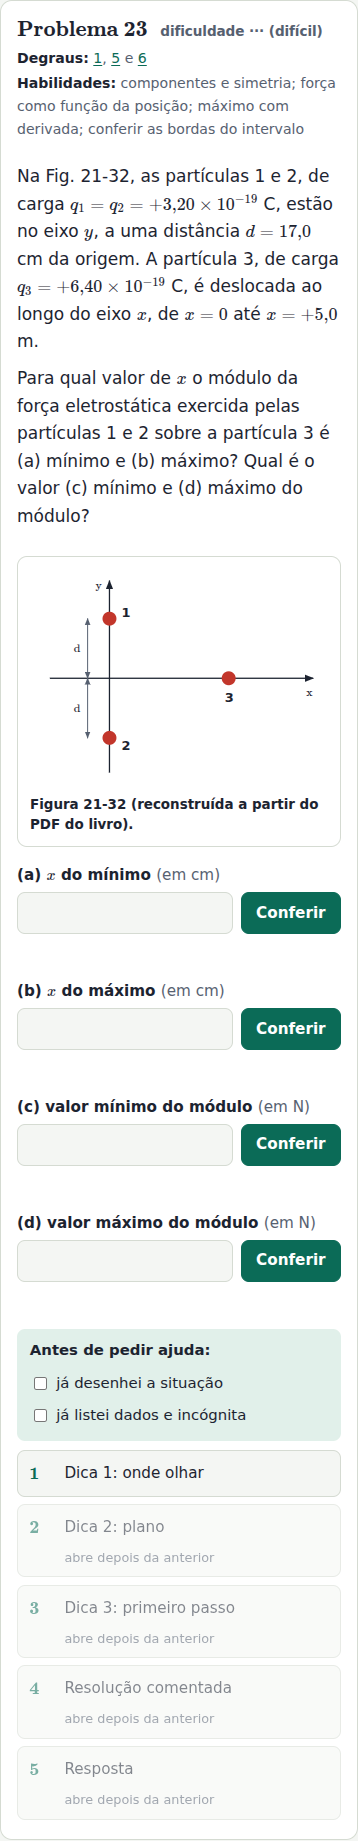 Problema 23 dificuldade ··· (difícil)
Degraus: 1, 5 e 6
Habilidades: componentes e simetria; força
como função da posição; máximo com
derivada; conferir as bordas do intervalo
Na Fig. 21-32, as partículas 1 e 2, de
carga q₁ = q₂ = +3,20 × 10⁻¹⁹ C, estão
no eixo y, a uma distância d = 17,0
cm da origem. A partícula 3, de carga
q₃ = +6,40 × 10⁻¹⁹ C, é deslocada ao
longo do eixo x, de x = 0 até x = +5,0
m.
Para qual valor de x o módulo da
força eletrostática exercida pelas
partículas 1 e 2 sobre a partícula 3 é
(a) mínimo e (b) máximo? Qual é o
valor (c) mínimo e (d) máximo do
módulo?
y
1
d
x
3
d
2
Figura 21-32 (reconstruída a partir do
PDF do livro).
(a) x do mínimo (em cm)
Conferir
(b) x do máximo (em cm)
Conferir
(c) valor mínimo do módulo (em N)
Conferir
(d) valor máximo do módulo (em N)
Conferir
Antes de pedir ajuda:
já desenhei a situação
já listei dados e incógnita
1 Dica 1: onde olhar
2 Dica 2: plano
abre depois da anterior
3 Dica 3: primeiro passo
abre depois da anterior
4 Resolução comentada
abre depois da anterior
5 Resposta
abre depois da anterior